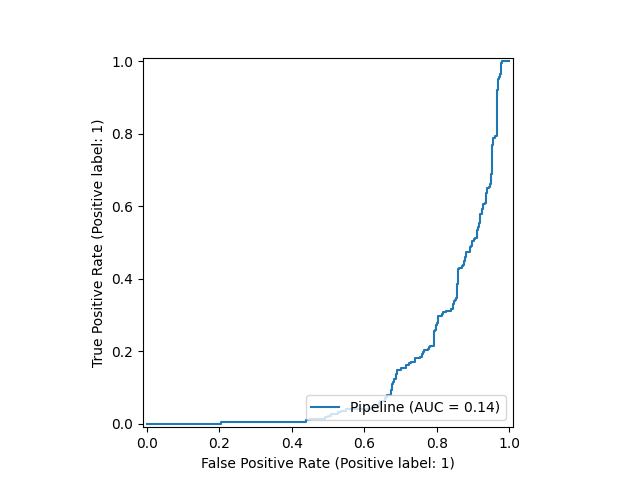 1.0
0.8
0.6
0.4
0.2
0.0
True Positive Rate (Positive label: 1)
Pipeline (AUC = 0.14)
0.0 0.2 0.4 0.6 0.8 1.0
False Positive Rate (Positive label: 1)